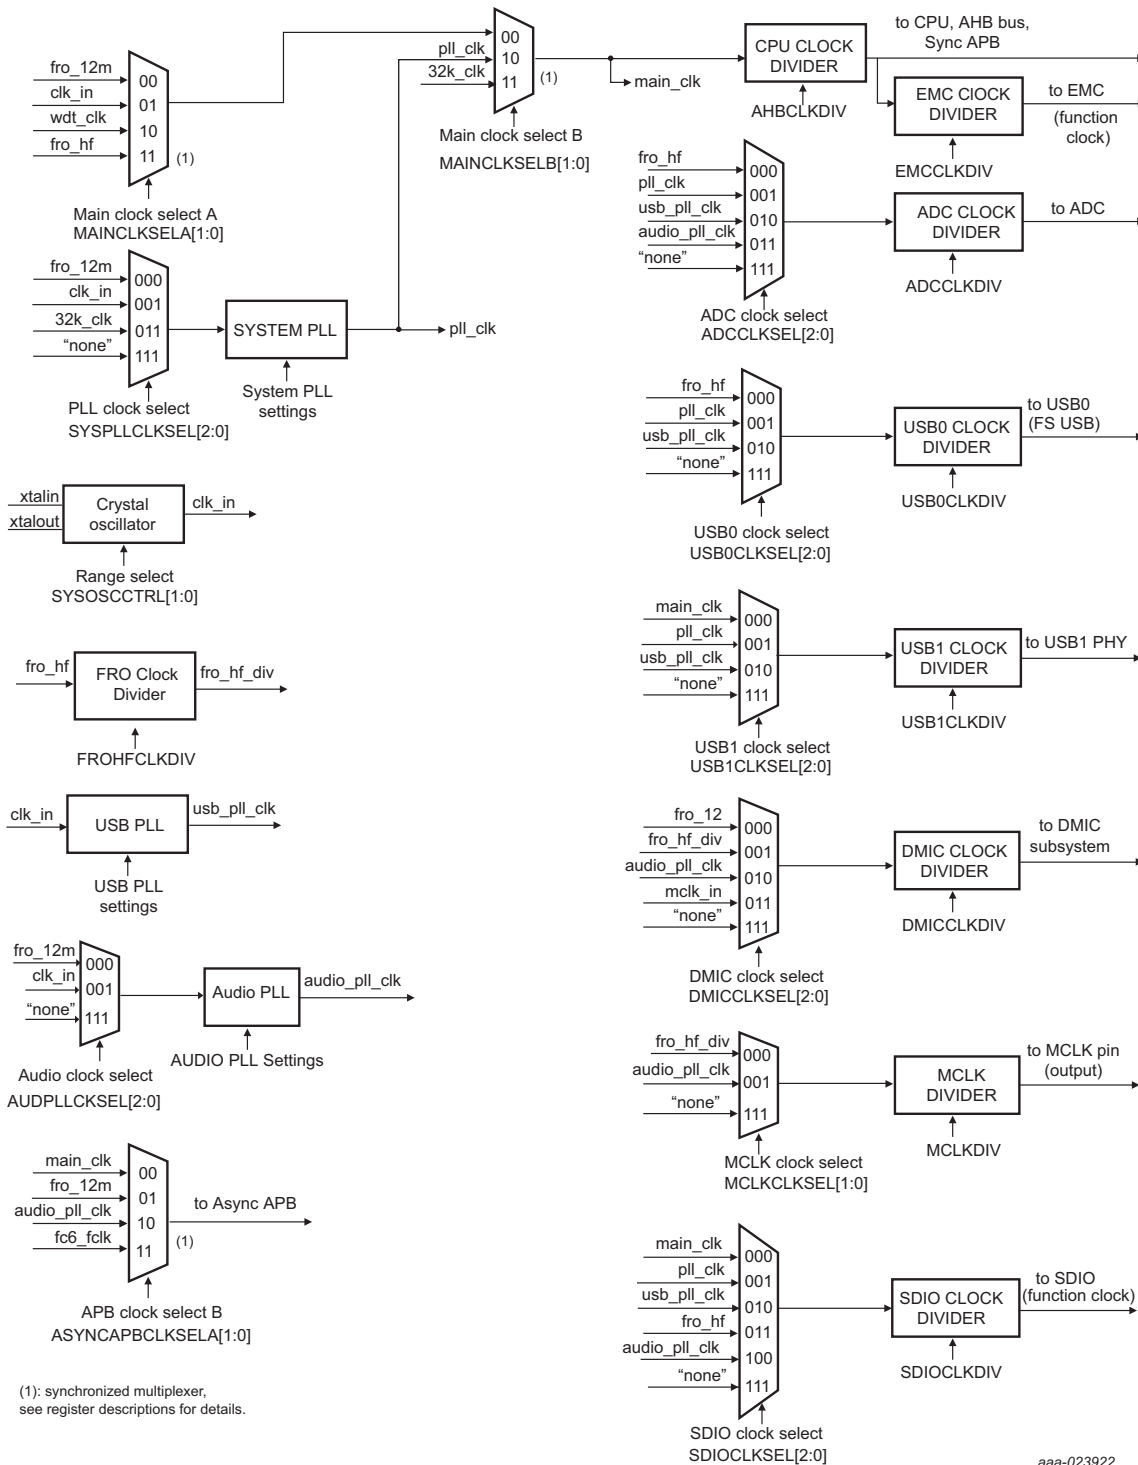 fro_12m
clk_in
wdt_clk
fro_hf
00
01
10
11
(1)
Main clock select A
MAINCLKSELA[1:0]
pll_clk
32k_clk
00
10
11
(1)
Main clock select B
MAINCLKSELB[1:0]
main_clk
CPU CLOCK
DIVIDER
AHBCLKDIV
to CPU, AHB bus,
Sync APB
EMC ClOCK
DIVIDER
EMCCLKDIV
to EMC
(function
clock)
fro_hf
pll_clk
usb_pll_clk
audio_pll_clk
"none"
000
001
010
011
111
ADC clock select
ADCCLKSEL[2:0]
ADC CLOCK
DIVIDER
ADCCLKDIV
to ADC
fro_12m
clk_in
32k_clk
"none"
000
001
011
111
PLL clock select
SYSPLLCLKSEL[2:0]
SYSTEM PLL
System PLL
settings
pll_clk
fro_hf
pll_clk
usb_pll_clk
"none"
000
001
010
111
USB0 clock select
USB0CLKSEL[2:0]
USB0 CLOCK
DIVIDER
USB0CLKDIV
to USB0
(FS USB)
xtalin
xtalout
Crystal
oscillator
clk_in
Range select
SYSOSCCTRL[1:0]
main_clk
pll_clk
usb_pll_clk
"none"
000
001
010
111
USB1 clock select
USB1CLKSEL[2:0]
USB1 CLOCK
DIVIDER
USB1CLKDIV
to USB1 PHY
fro_hf
FRO Clock
Divider
fro_hf_div
FROHFCLKDIV
clk_in
USB PLL
usb_pll_clk
USB PLL
settings
fro_12
fro_hf_div
audio_pll_clk
mclk_in
"none"
000
001
010
011
111
DMIC clock select
DMICCLKSEL[2:0]
DMIC CLOCK
DIVIDER
DMICCLKDIV
to DMIC
subsystem
fro_12m
clk_in
"none"
000
001
111
Audio clock select
AUDPLLCKSEL[2:0]
Audio PLL
audio_pll_clk
AUDIO PLL Settings
fro_hf_div
audio_pll_clk
"none"
000
001
111
MCLK clock select
MCLKCLKSEL[1:0]
MCLK
DIVIDER
MCLKDIV
to MCLK pin
(output)
main_clk
fro_12m
audio_pll_clk
fc6_fclk
00
01
10
11
(1)
to Async APB
APB clock select B
ASYNCAPBCLKSELA[1:0]
main_clk
pll_clk
usb_pll_clk
fro_hf
audio_pll_clk
"none"
000
001
010
011
100
111
SDIO clock select
SDIOCLKSEL[2:0]
SDIO CLOCK
DIVIDER
SDIOCLKDIV
to SDIO
(function clock)
(1): synchronized multiplexer,
see register descriptions for details.
aaa-023922